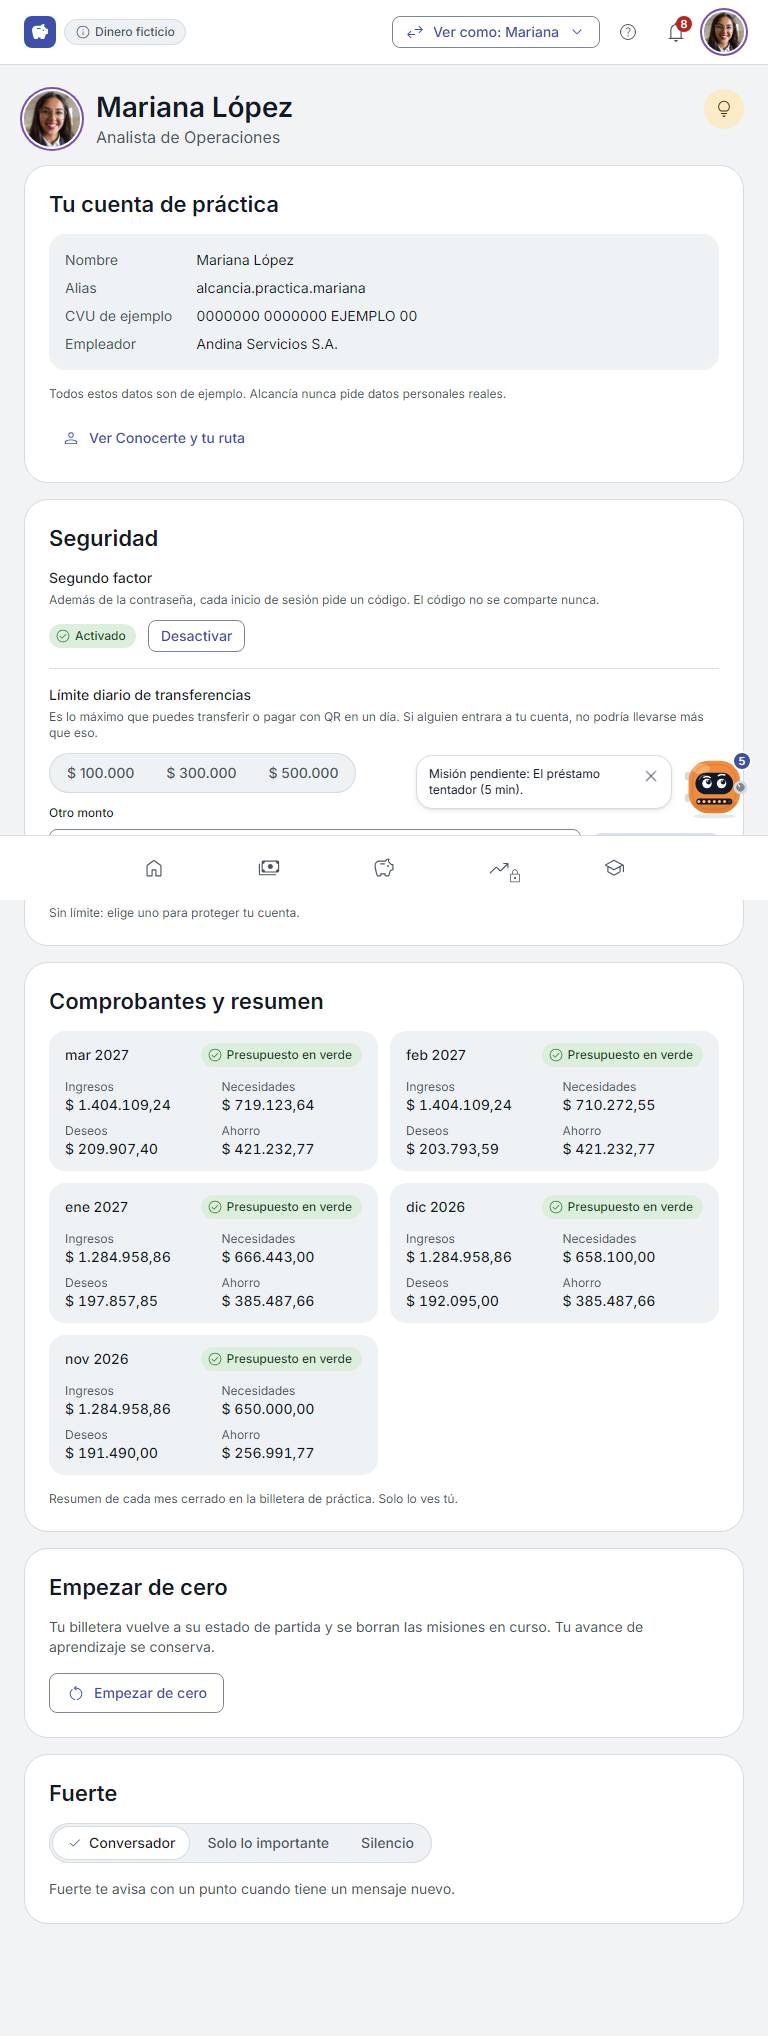 Dinero ficticio
Ver como: Mariana
8
Mariana López
Analista de Operaciones
Tu cuenta de práctica
Nombre Mariana López
Alias alcancia.practica.mariana
CVU de ejemplo 0000000 0000000 EJEMPLO 00
Empleador Andina Servicios S.A.
Todos estos datos son de ejemplo. Alcancía nunca pide datos personales reales.
Ver Conocerte y tu ruta
Seguridad
Segundo factor
Además de la contraseña, cada inicio de sesión pide un código. El código no se comparte nunca.
Activado Desactivar
Límite diario de transferencias
Es lo máximo que puedes transferir o pagar con QR en un día. Si alguien entrara a tu cuenta, no podría llevarse más
que eso.
$ 100.000 $ 300.000 $ 500.000
Misión pendiente: El préstamo
tentador (5 min).
5
Otro monto
Sin límite: elige uno para proteger tu cuenta.
Comprobantes y resumen
mar 2027 Presupuesto en verde
Ingresos Necesidades
$ 1.404.109,24 $ 719.123,64
Deseos Ahorro
$ 209.907,40 $ 421.232,77
feb 2027 Presupuesto en verde
Ingresos Necesidades
$ 1.404.109,24 $ 710.272,55
Deseos Ahorro
$ 203.793,59 $ 421.232,77
ene 2027 Presupuesto en verde
Ingresos Necesidades
$ 1.284.958,86 $ 666.443,00
Deseos Ahorro
$ 197.857,85 $ 385.487,66
dic 2026 Presupuesto en verde
Ingresos Necesidades
$ 1.284.958,86 $ 658.100,00
Deseos Ahorro
$ 192.095,00 $ 385.487,66
nov 2026 Presupuesto en verde
Ingresos Necesidades
$ 1.284.958,86 $ 650.000,00
Deseos Ahorro
$ 191.490,00 $ 256.991,77
Resumen de cada mes cerrado en la billetera de práctica. Solo lo ves tú.
Empezar de cero
Tu billetera vuelve a su estado de partida y se borran las misiones en curso. Tu avance de
aprendizaje se conserva.
Empezar de cero
Fuerte
Conversador Solo lo importante Silencio
Fuerte te avisa con un punto cuando tiene un mensaje nuevo.